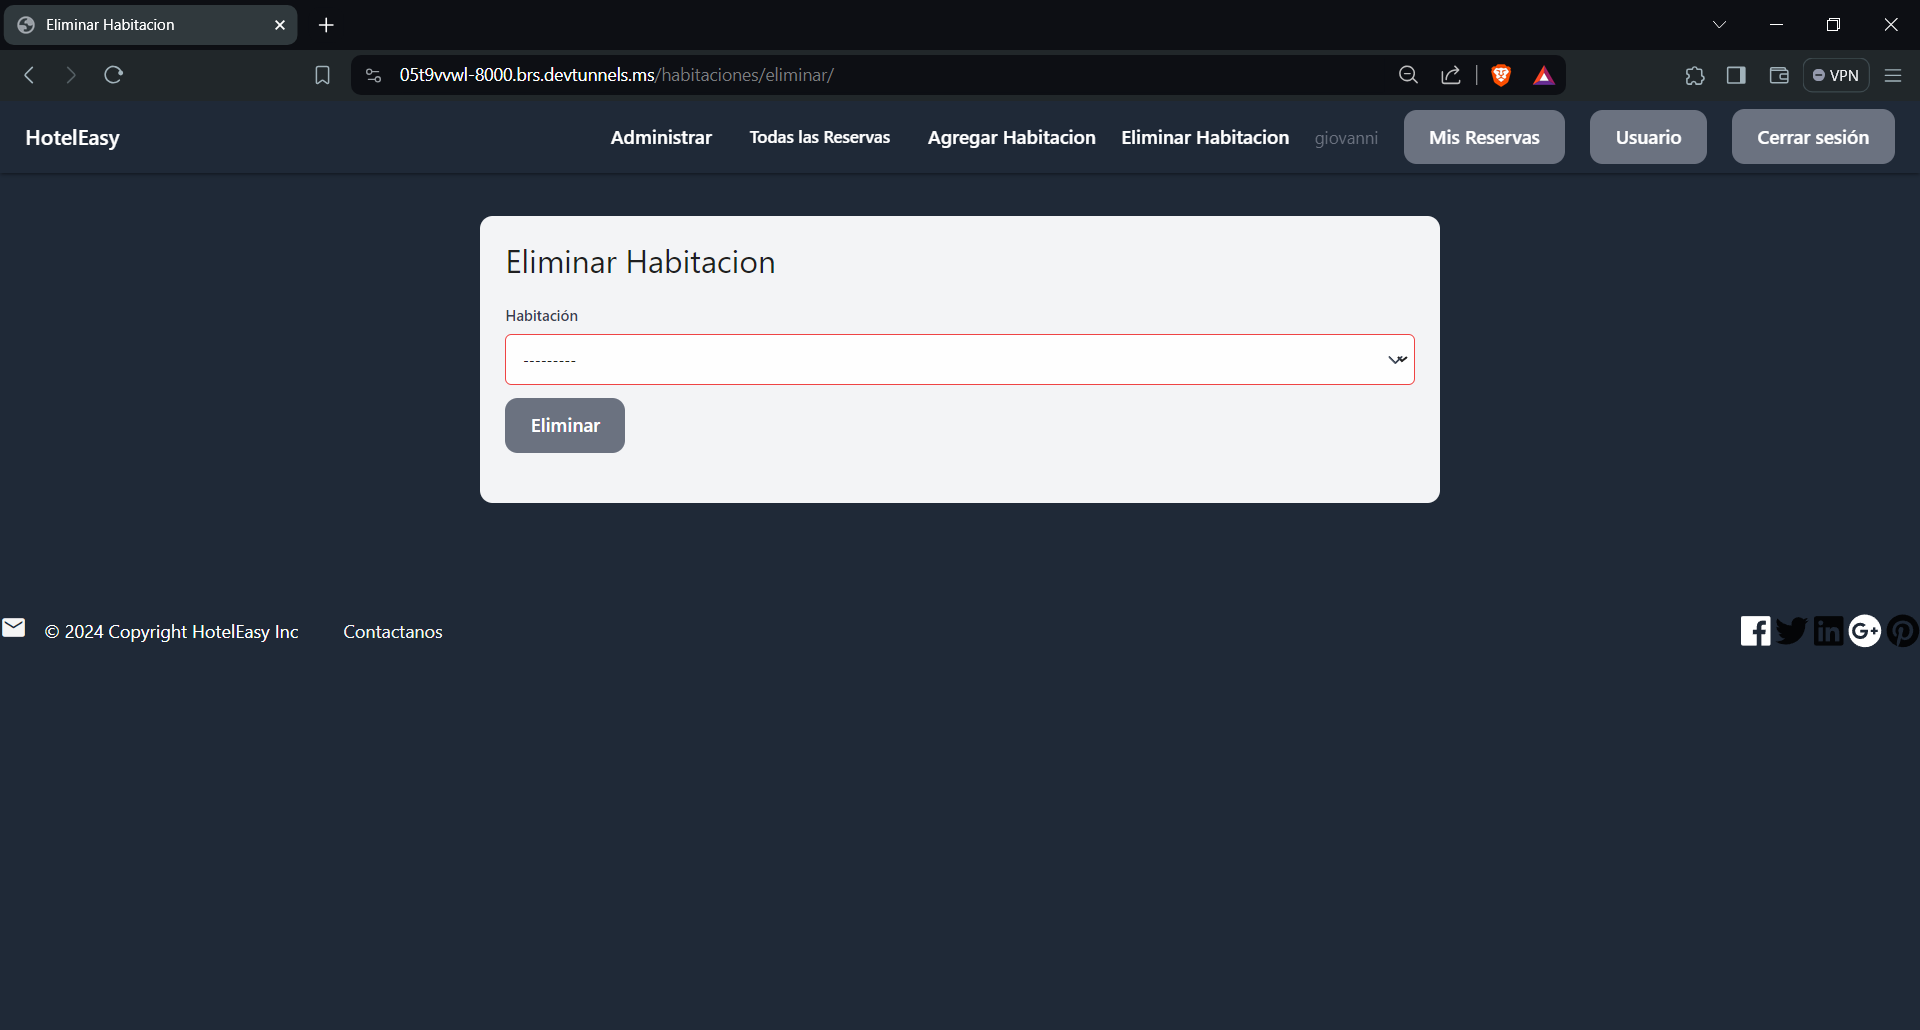 Eliminar Habitacion
05t9vvwl-8000.brs.devtunnels.ms/habitaciones/eliminar/
VPN
HotelEasy
Administrar
Todas las Reservas
Agregar Habitacion
Eliminar Habitacion
giovanni
Mis Reservas
Usuario
Cerrar sesión
Eliminar Habitacion
Habitación
---------
Eliminar
© 2024 Copyright HotelEasy Inc
Contactanos